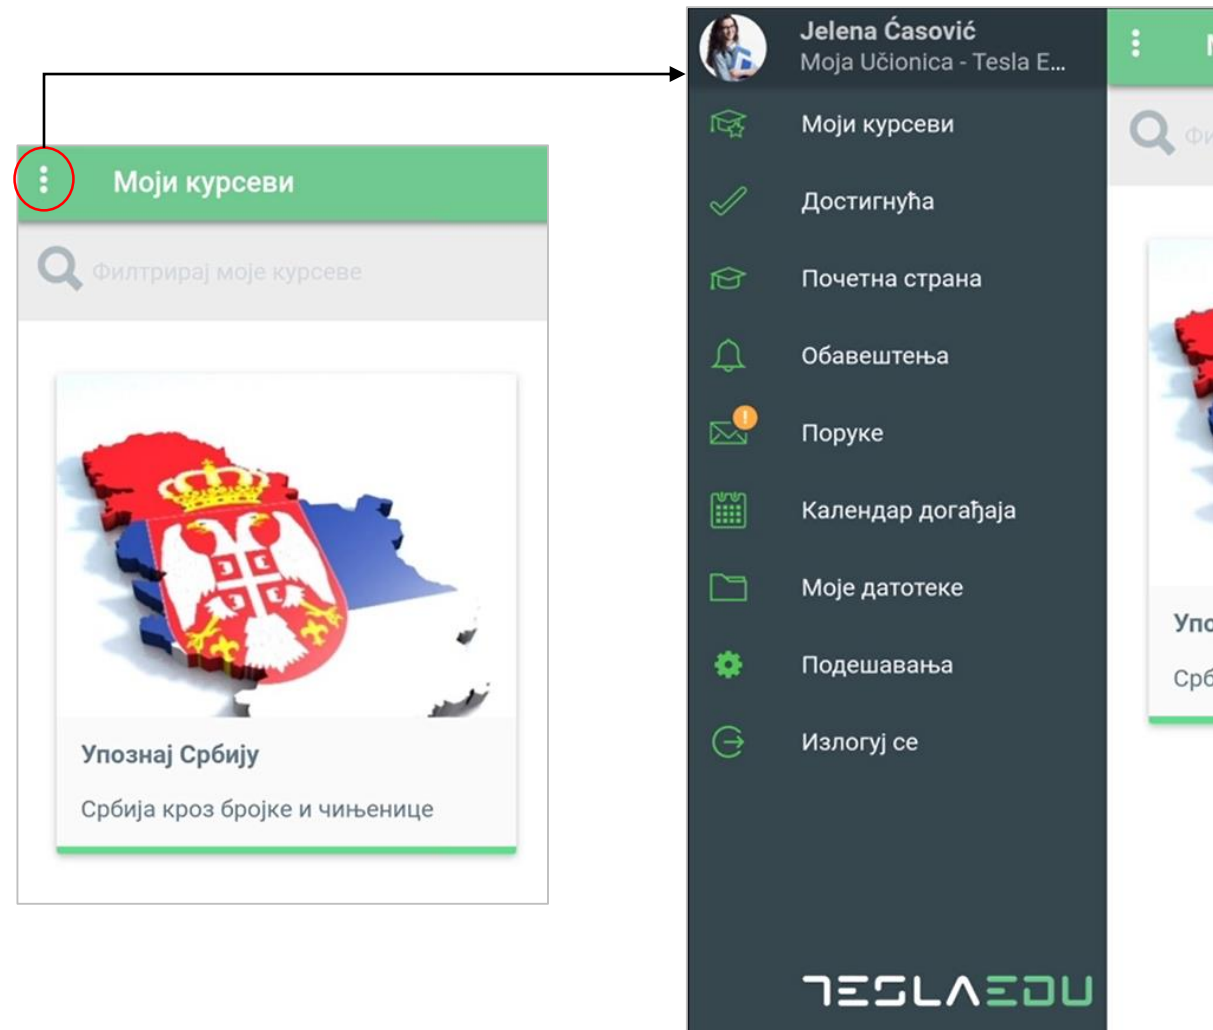 Моји курсеви
Филтрирај моје курсеве
Упознај Србију
Србија кроз бројке и чињенице
Jelena Ćasović
Moja Učionica - Tesla E...
Моји курсеви
Достигнућа
Почетна страна
Обавештења
Поруке
Календар догађаја
Моје датотеке
Подешавања
Излогуј се
TESLAEDU